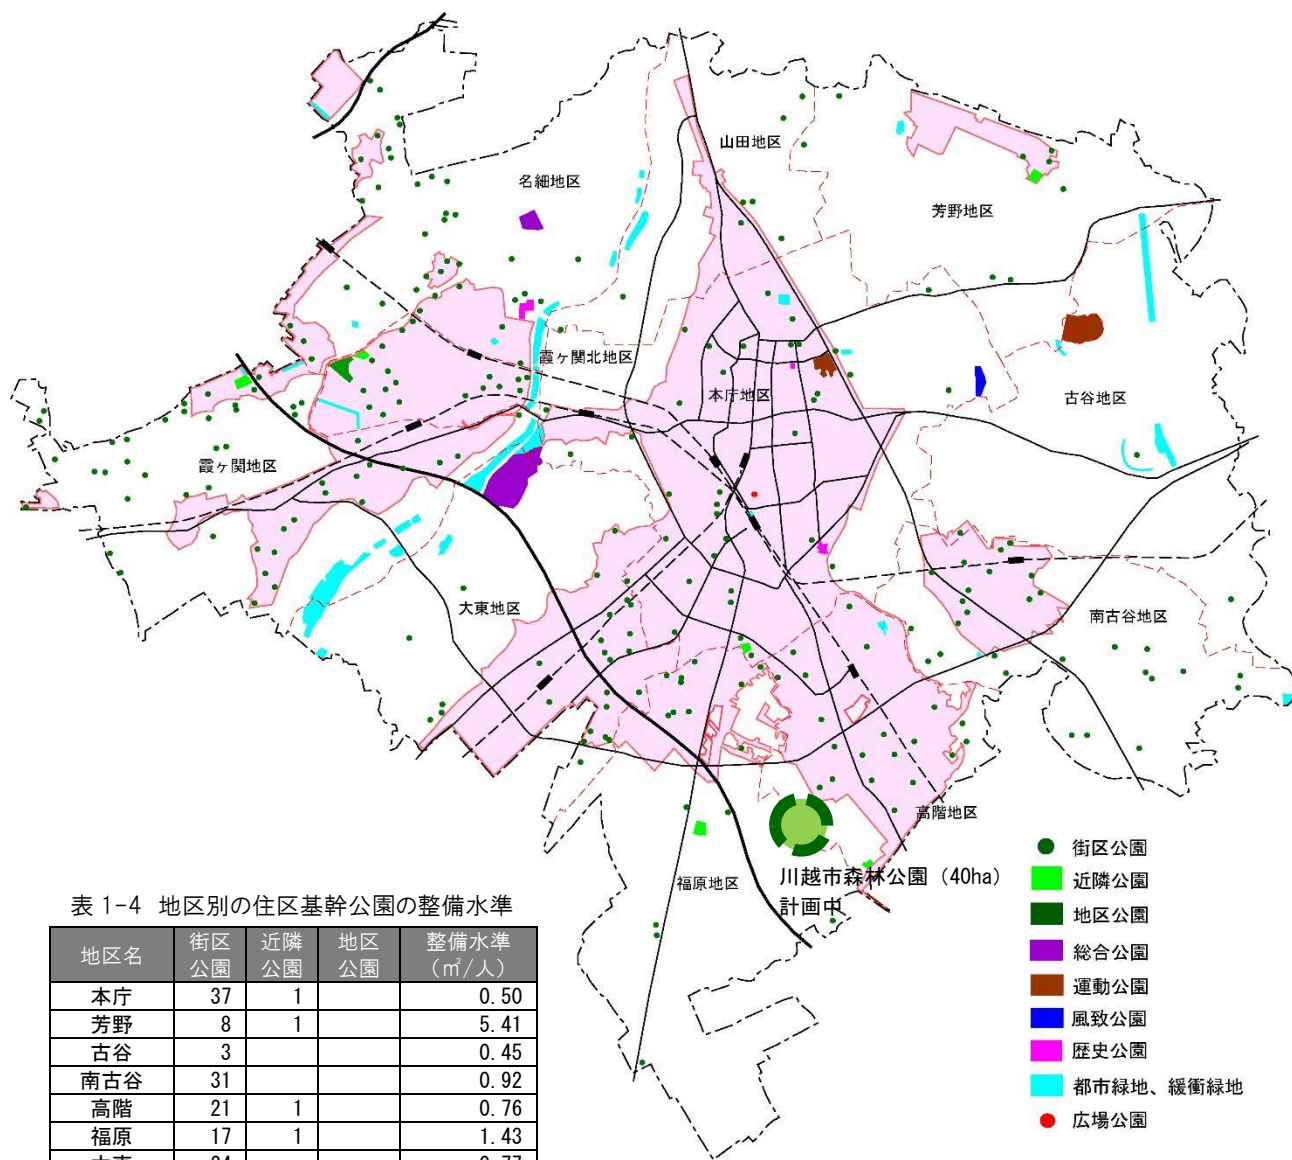 山田地区
名細地区
芳野地区
霞ヶ関北地区
本庁地区
古谷地区
霞ヶ関地区
大東地区
南古谷地区
高階地区
川越市森林公園（40ha）
計画中
福原地区
街区公園
近隣公園
地区公園
総合公園
運動公園
風致公園
歴史公園
都市緑地、緩衝緑地
広場公園
表 1-4 地区別の住区基幹公園の整備水準
地区名 街区公園 近隣公園 地区公園 整備水準（㎡/人）
本庁 37 1 0.50
芳野 8 1 5.41
古谷 3 0.45
南古谷 31 0.92
高階 21 1 0.76
福原 17 1 1.43